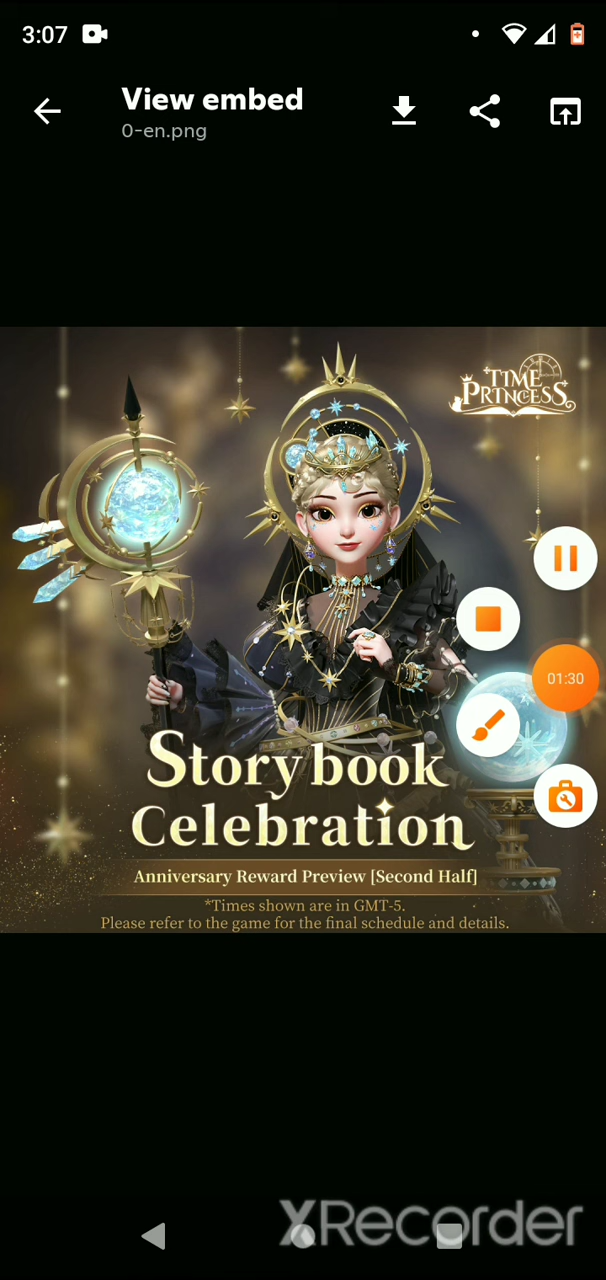 3:07
View embed
0-en.png
TIME
PRINCESS
01:30
Storybook
Celebration
Anniversary Reward Preview [Second Half]
*Times shown are in GMT-5.
Please refer to the game for the final schedule and details.
XRecorder